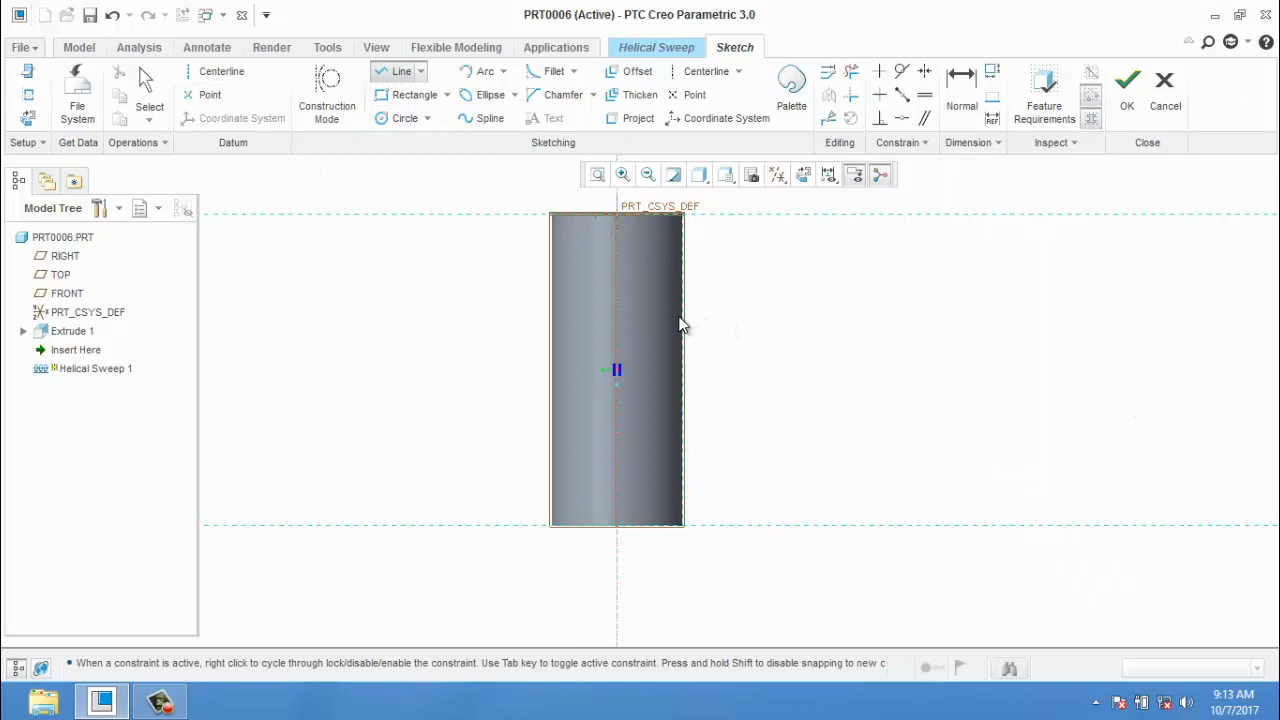 PRT0006 (Active) - PTC Creo Parametric 3.0
File Model Analysis Annotate Render Tools View Flexible Modeling Applications Helical Sweep Sketch
Centerline Line Arc Fillet Offset Centerline
Point Rectangle Ellipse Chamfer Thicken Point
Coordinate System Circle Spline Text Project Coordinate System
File System Select Construction Mode Palette Normal Feature Requirements OK Cancel
REF
Setup Get Data Operations Datum Sketching Editing Constrain Dimension Inspect Close
Model Tree
PRT0006.PRT
RIGHT
TOP
FRONT
PRT_CSYS_DEF
Extrude 1
Insert Here
Helical Sweep 1
PRT_CSYS_DEF
• When a constraint is active, right click to cycle through lock/disable/enable the constraint. Use Tab key to toggle active constraint. Press and hold Shift to disable snapping to new c
9:13 AM
10/7/2017